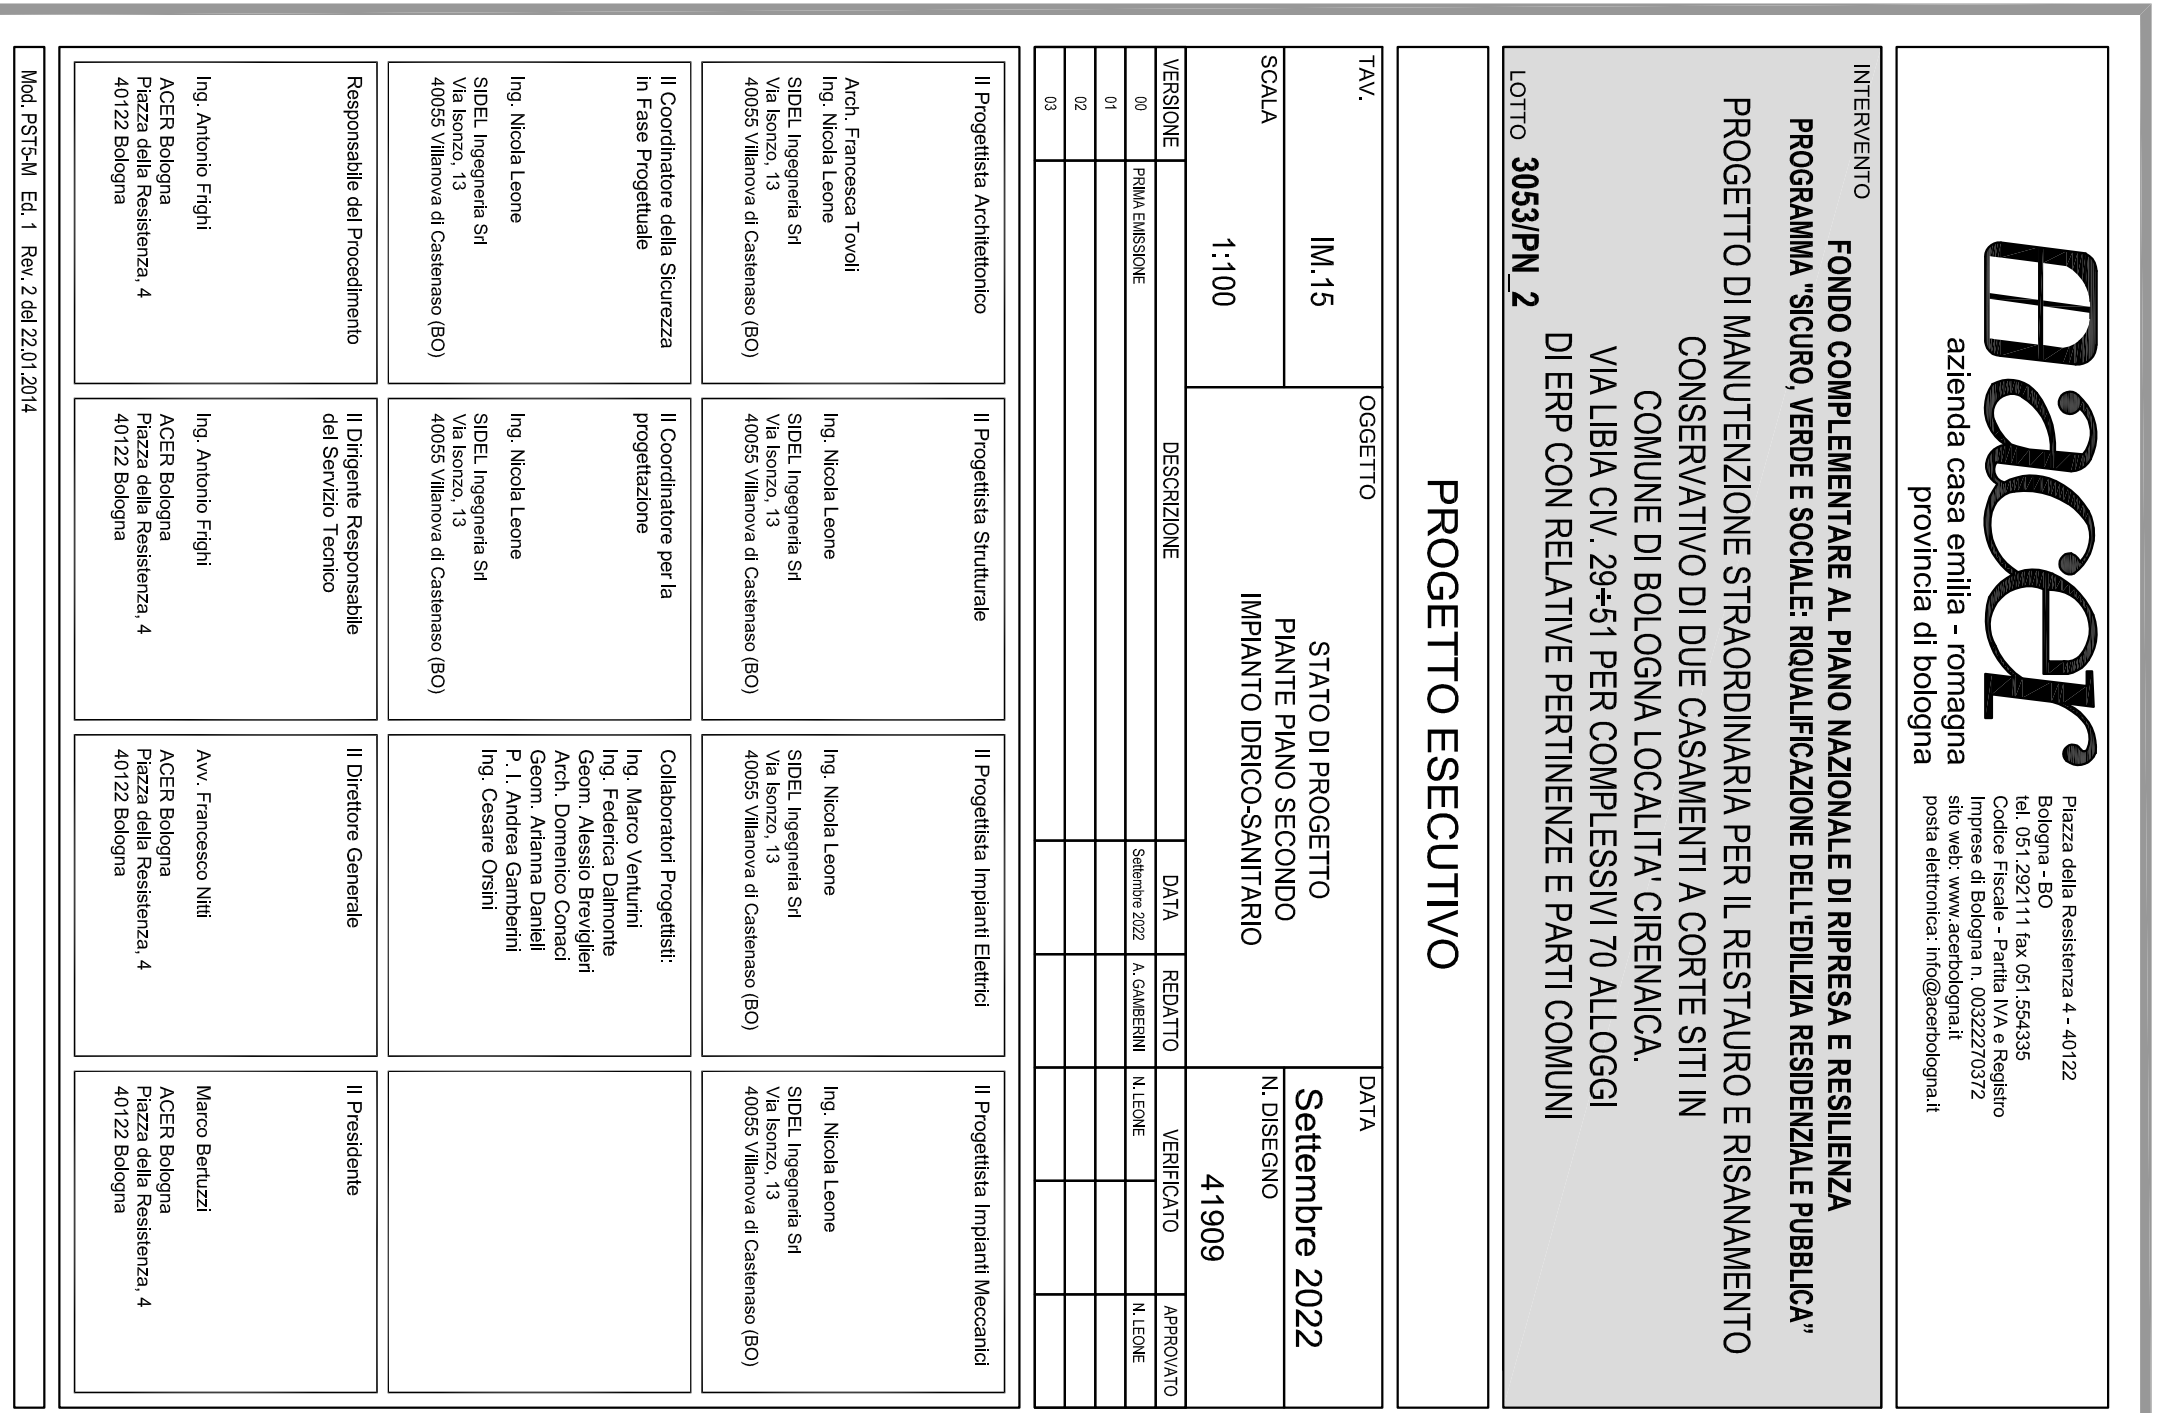 acer
azienda casa emilia - romagna
provincia di bologna
Piazza della Resistenza 4 - 40122
Bologna - BO
tel. 051.292111 fax 051.554335
Codice Fiscale - Partita IVA e Registro
Imprese di Bologna n. 00322270372
sito web: www.acerbologna.it
posta elettronica: info@acerbologna.it
INTERVENTO
FONDO COMPLEMENTARE AL PIANO NAZIONALE DI RIPRESA E RESILIENZA
PROGRAMMA "SICURO, VERDE E SOCIALE: RIQUALIFICAZIONE DELL'EDILIZIA RESIDENZIALE PUBBLICA”
PROGETTO DI MANUTENZIONE STRAORDINARIA PER IL RESTAURO E RISANAMENTO
CONSERVATIVO DI DUE CASAMENTI A CORTE SITI IN
COMUNE DI BOLOGNA LOCALITA' CIRENAICA.
VIA LIBIA CIV. 29÷51 PER COMPLESSIVI 70 ALLOGGI
DI ERP CON RELATIVE PERTINENZE E PARTI COMUNI
LOTTO 3053/PN_2
PROGETTO ESECUTIVO
TAV.
IM.15
SCALA
1:100
OGGETTO
STATO DI PROGETTO
PIANTE PIANO SECONDO
IMPIANTO IDRICO-SANITARIO
DATA
Settembre 2022
N. DISEGNO
41909
VERSIONE DESCRIZIONE DATA REDATTO VERIFICATO APPROVATO
00 PRIMA EMISSIONE Settembre 2022 A. GAMBERINI N. LEONE N. LEONE
01
02
03
Il Progettista Architettonico
Arch. Francesca Tovoli
Ing. Nicola Leone
SIDEL Ingegneria Srl
Via Isonzo, 13
40055 Villanova di Castenaso (BO)
Il Progettista Strutturale
Ing. Nicola Leone
SIDEL Ingegneria Srl
Via Isonzo, 13
40055 Villanova di Castenaso (BO)
Il Progettista Impianti Elettrici
Ing. Nicola Leone
SIDEL Ingegneria Srl
Via Isonzo, 13
40055 Villanova di Castenaso (BO)
Il Progettista Impianti Meccanici
Ing. Nicola Leone
SIDEL Ingegneria Srl
Via Isonzo, 13
40055 Villanova di Castenaso (BO)
Il Coordinatore della Sicurezza
in Fase Progettuale
Ing. Nicola Leone
SIDEL Ingegneria Srl
Via Isonzo, 13
40055 Villanova di Castenaso (BO)
Il Coordinatore per la
progettazione
Ing. Nicola Leone
SIDEL Ingegneria Srl
Via Isonzo, 13
40055 Villanova di Castenaso (BO)
Collaboratori Progettisti:
Ing. Marco Venturini
Ing. Federica Dalmonte
Geom. Alessio Breviglieri
Arch. Domenico Conaci
Geom. Arianna Danieli
P. I. Andrea Gamberini
Ing. Cesare Orsini
Responsabile del Procedimento
Ing. Antonio Frighi
ACER Bologna
Piazza della Resistenza, 4
40122 Bologna
Il Dirigente Responsabile
del Servizio Tecnico
Ing. Antonio Frighi
ACER Bologna
Piazza della Resistenza, 4
40122 Bologna
Il Direttore Generale
Avv. Francesco Nitti
ACER Bologna
Piazza della Resistenza, 4
40122 Bologna
Il Presidente
Marco Bertuzzi
ACER Bologna
Piazza della Resistenza, 4
40122 Bologna
Mod. PST5-M Ed. 1 Rev. 2 del 22.01.2014